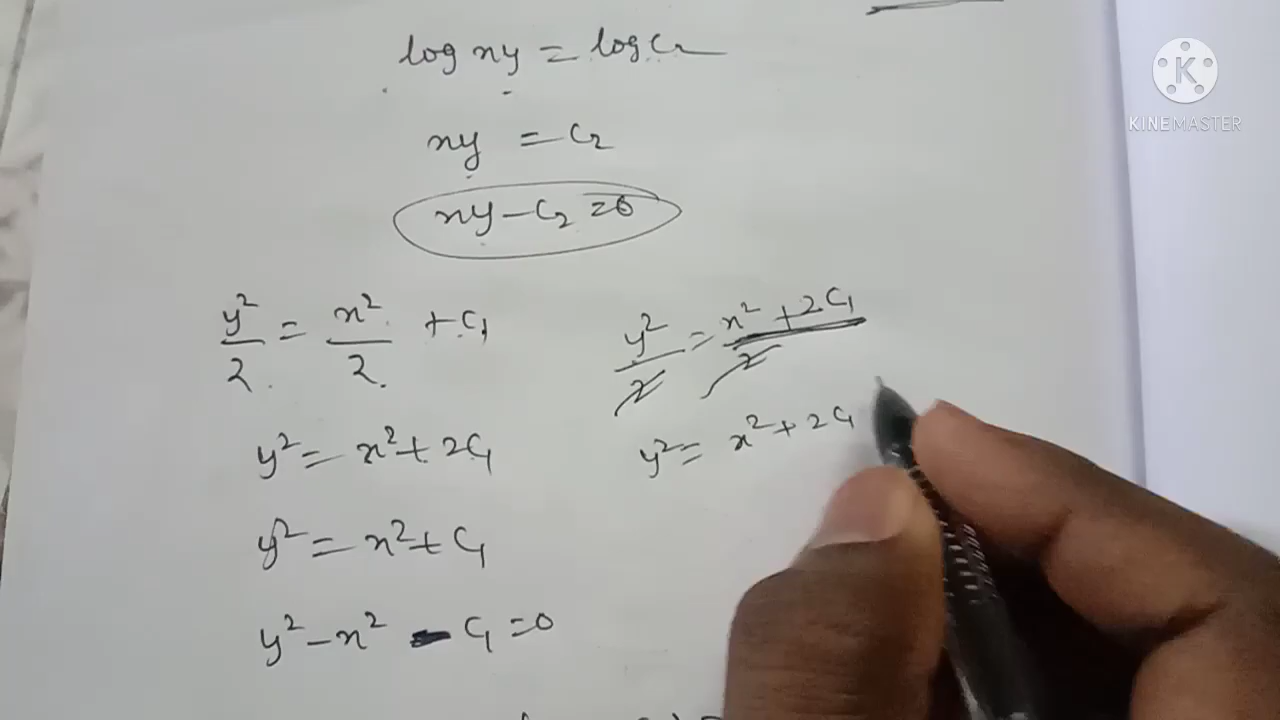 log xy = log c₂
xy = c₂
xy - c₂ = 0
y²/2 = x²/2 + c₁
y² = x² + 2c₁
y² = x² + c₁
y² - x² - c₁ = 0
y²/2 = x² + 2c₁/2
y² = x² + 2c₁
KINEMASTER